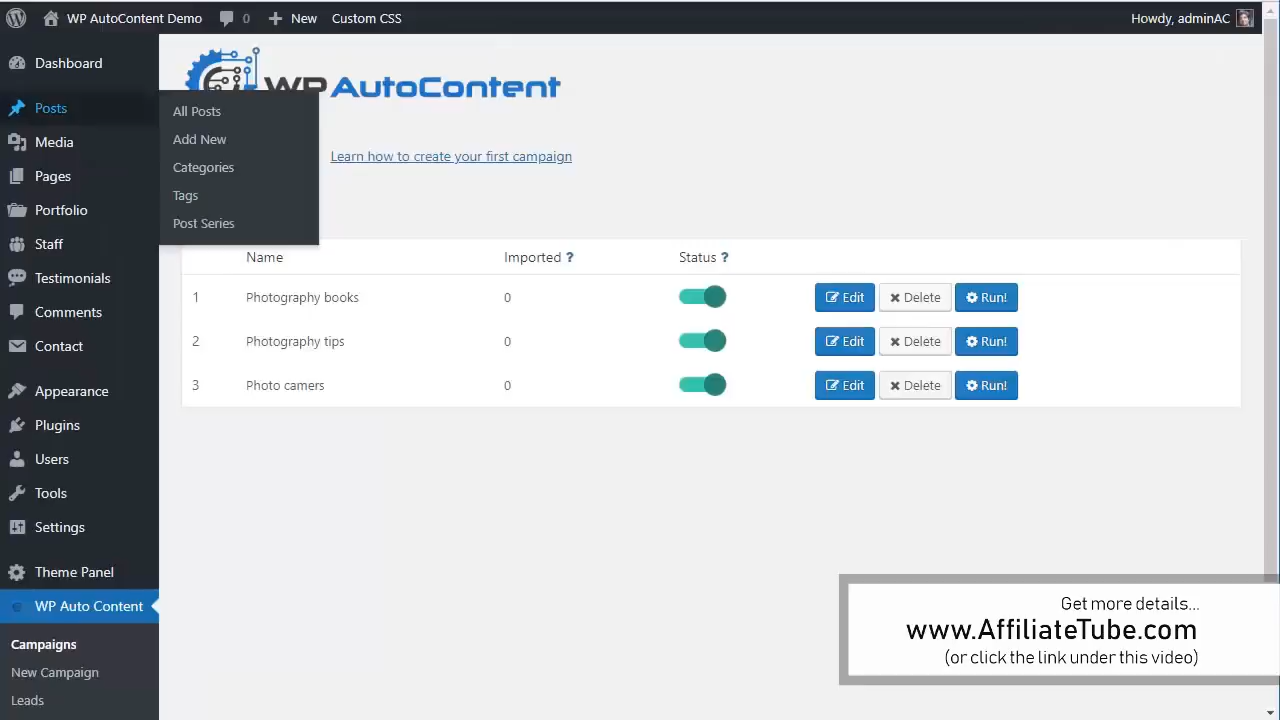 WP AutoContent Demo 0 New Custom CSS Howdy, adminAC
Dashboard
Posts
Media
Pages
Portfolio
Staff
Testimonials
Comments
Contact
Appearance
Plugins
Users
Tools
Settings
Theme Panel
WP Auto Content
Campaigns
New Campaign
Leads
All Posts
Add New
Categories
Tags
Post Series
WP AutoContent
Learn how to create your first campaign
Name Imported ? Status ?
1 Photography books 0 Edit Delete Run!
2 Photography tips 0 Edit Delete Run!
3 Photo camers 0 Edit Delete Run!
Get more details...
www.AffiliateTube.com
(or click the link under this video)